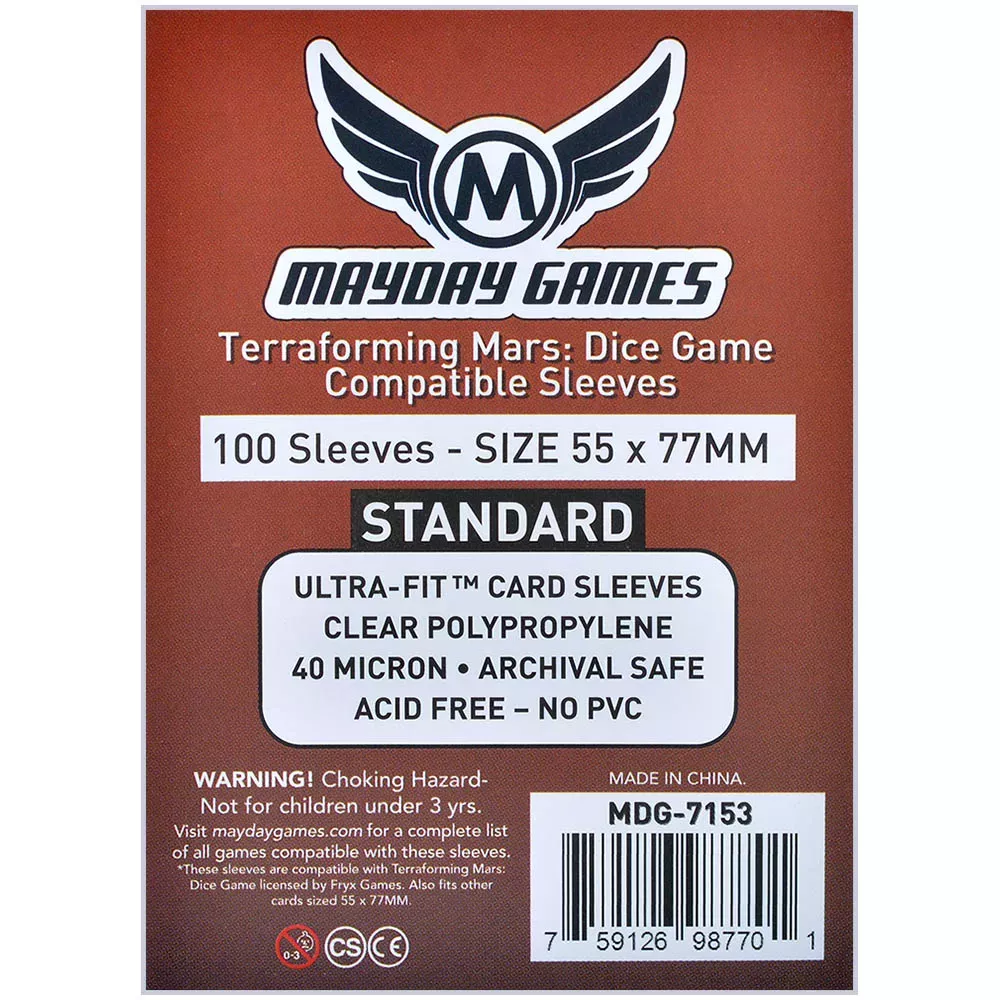 M
MAYDAY GAMES
Terraforming Mars: Dice Game
Compatible Sleeves
100 Sleeves - SIZE 55 x 77MM
STANDARD
ULTRA-FIT™ CARD SLEEVES
CLEAR POLYPROPYLENE
40 MICRON • ARCHIVAL SAFE
ACID FREE – NO PVC
WARNING! Choking Hazard-
Not for children under 3 yrs.
Visit maydaygames.com for a complete list
of all games compatible with these sleeves.
*These sleeves are compatible with Terraforming Mars:
Dice Game licensed by Fryx Games. Also fits other
cards sized 55 x 77MM.
0-3
CS
CE
MADE IN CHINA.
MDG-7153
7 59126 98770 1